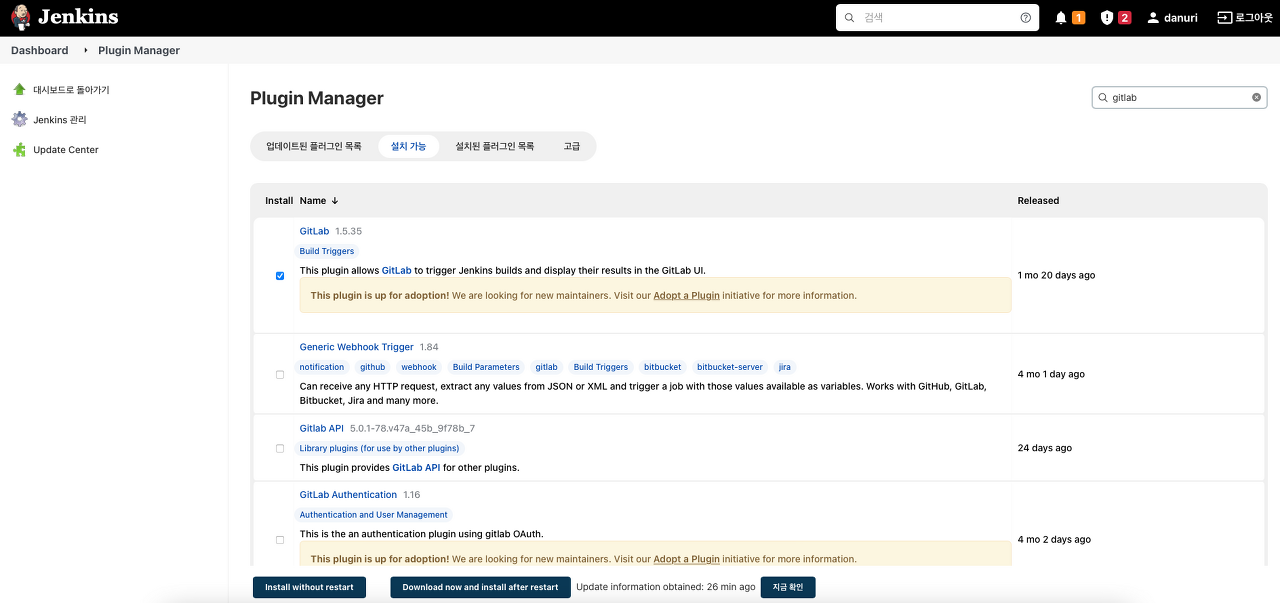 Jenkins
검색
1
2
danuri
로그아웃
Dashboard
Plugin Manager
대시보드로 돌아가기
Jenkins 관리
Update Center
Plugin Manager
gitlab
업데이트된 플러그인 목록
설치 가능
설치된 플러그인 목록
고급
Install Name ↓ Released
GitLab 1.5.35
Build Triggers
This plugin allows GitLab to trigger Jenkins builds and display their results in the GitLab UI.
This plugin is up for adoption! We are looking for new maintainers. Visit our Adopt a Plugin initiative for more information.
1 mo 20 days ago
Generic Webhook Trigger 1.84
notification github webhook Build Parameters gitlab Build Triggers bitbucket bitbucket-server jira
Can receive any HTTP request, extract any values from JSON or XML and trigger a job with those values available as variables. Works with GitHub, GitLab,
Bitbucket, Jira and many more.
4 mo 1 day ago
Gitlab API 5.0.1-78.v47a_45b_9f78b_7
Library plugins (for use by other plugins)
This plugin provides GitLab API for other plugins.
24 days ago
GitLab Authentication 1.16
Authentication and User Management
This is the an authentication plugin using gitlab OAuth.
This plugin is up for adoption! We are looking for new maintainers. Visit our Adopt a Plugin initiative for more information.
4 mo 2 days ago
Install without restart
Download now and install after restart
Update information obtained: 26 min ago
지금 확인